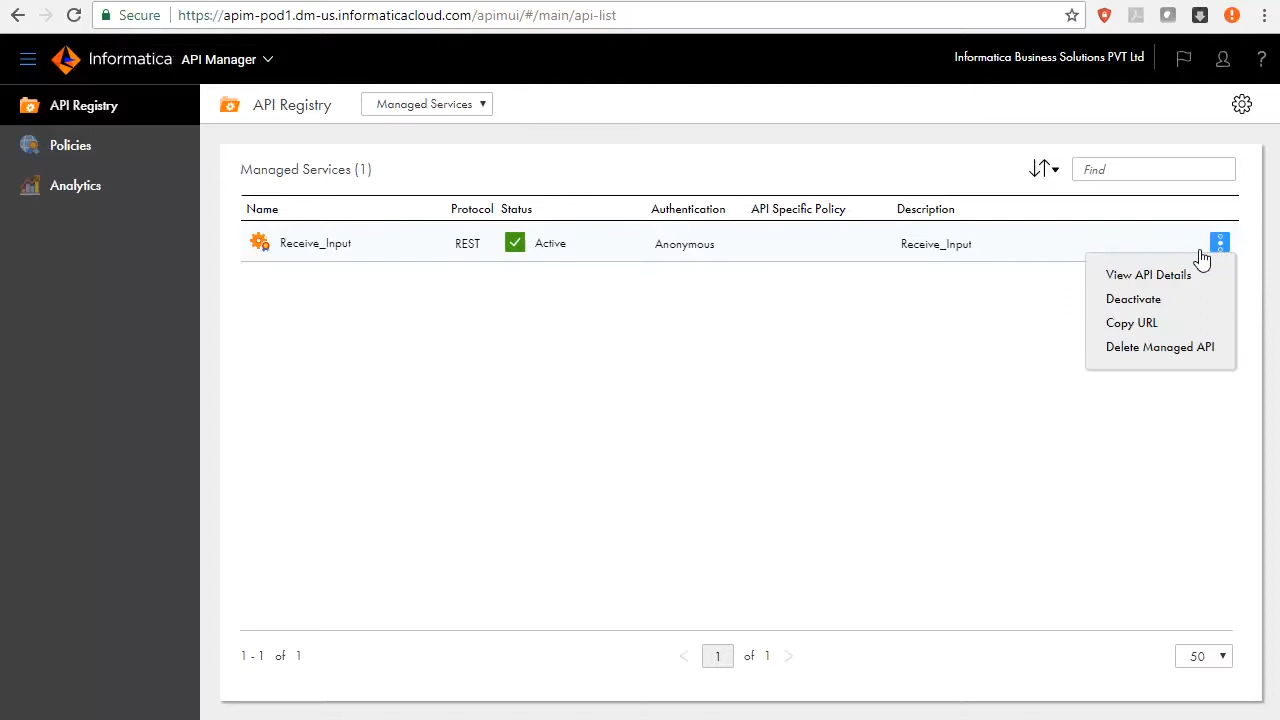 Secure https://apim-pod1.dm-us.informaticacloud.com/apimui/#/main/api-list
Informatica API Manager Informatica Business Solutions PVT Ltd ?
API Registry API Registry Managed Services
Policies
Analytics
Managed Services (1) Find
Name Protocol Status Authentication API Specific Policy Description
Receive_Input REST Active Anonymous Receive_Input
View API Details
Deactivate
Copy URL
Delete Managed API
1 - 1 of 1 < 1 of 1 > 50